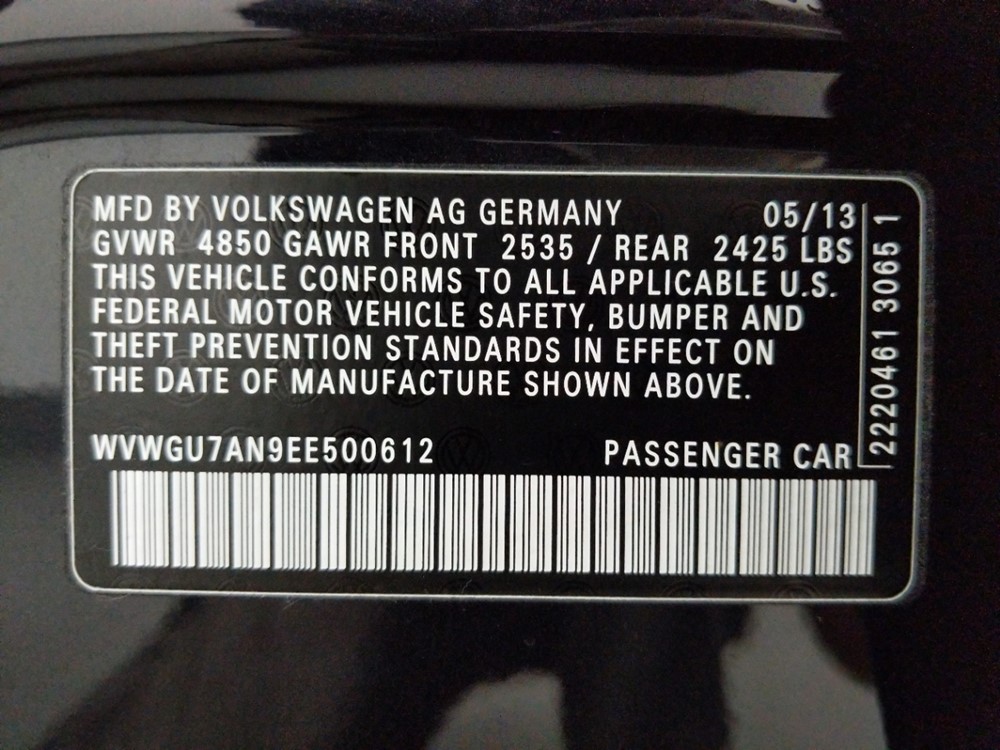 MFD BY VOLKSWAGEN AG GERMANY 05/13
GVWR 4850 GAWR FRONT 2535 / REAR 2425 LBS
THIS VEHICLE CONFORMS TO ALL APPLICABLE U.S.
FEDERAL MOTOR VEHICLE SAFETY, BUMPER AND
THEFT PREVENTION STANDARDS IN EFFECT ON
THE DATE OF MANUFACTURE SHOWN ABOVE.
WVWGU7AN9EE500612 PASSENGER CAR
2220461 3065 1